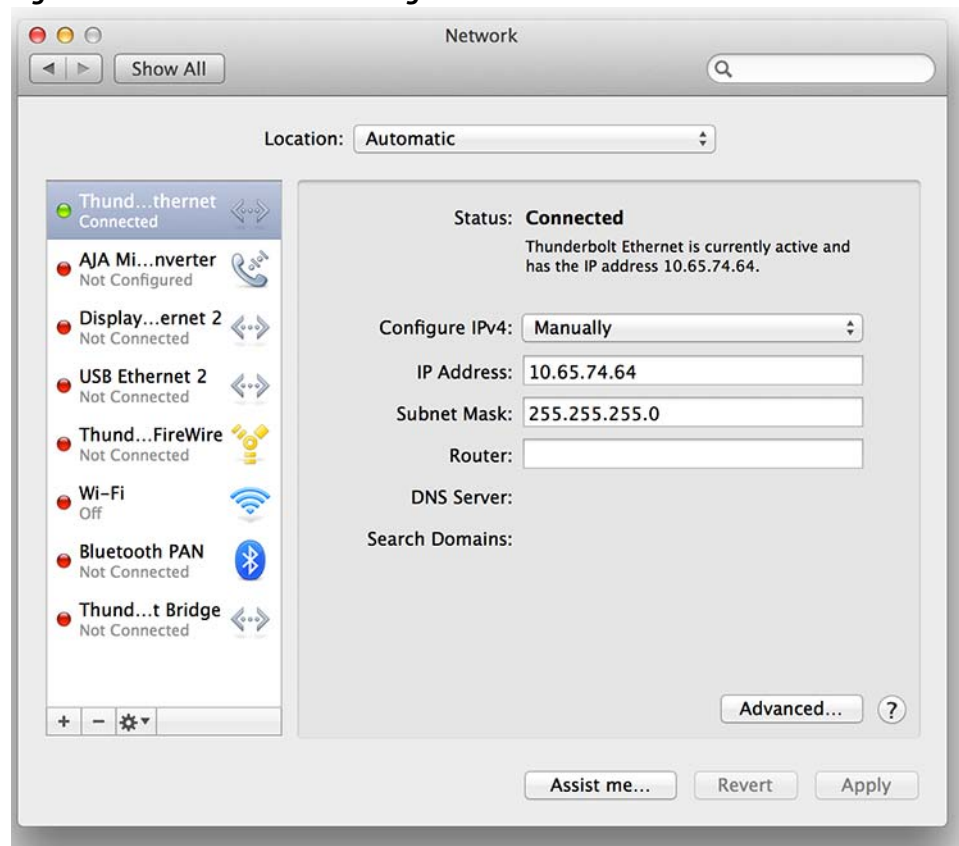 Network
Show All
Location: Automatic
Thund...thernet
Connected
AJA Mi...nverter
Not Configured
Display...ernet 2
Not Connected
USB Ethernet 2
Not Connected
Thund...FireWire
Not Connected
Wi-Fi
Off
Bluetooth PAN
Not Connected
Thund...t Bridge
Not Connected
Status: Connected
Thunderbolt Ethernet is currently active and
has the IP address 10.65.74.64.
Configure IPv4: Manually
IP Address: 10.65.74.64
Subnet Mask: 255.255.255.0
Router:
DNS Server:
Search Domains:
Advanced... ?
Assist me... Revert Apply